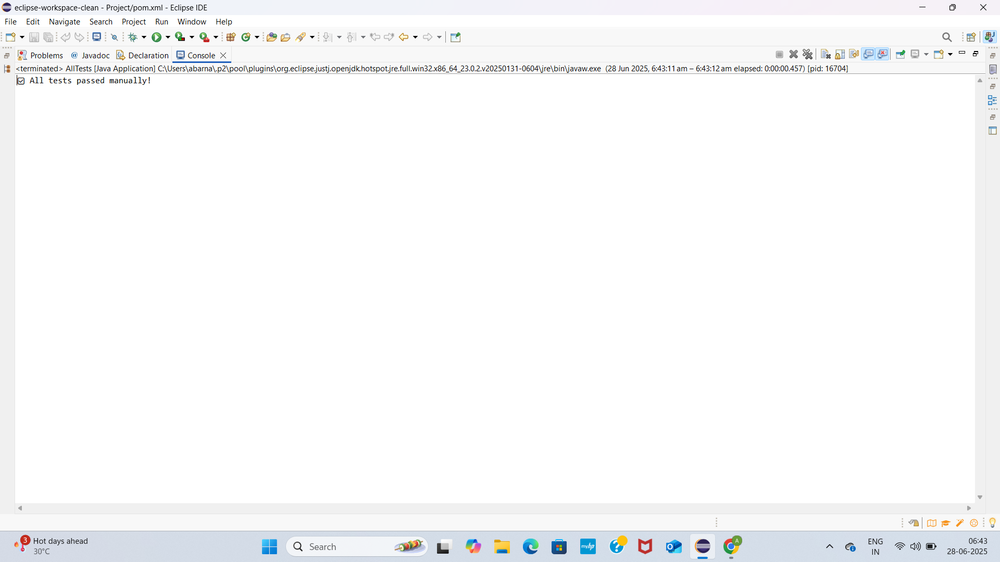 eclipse-workspace-clean - Project/pom.xml - Eclipse IDE
File Edit Navigate Search Project Run Window Help
Problems @ Javadoc Declaration Console
<terminated> AllTests [Java Application] C:\Users\abarna\.p2\pool\plugins\org.eclipse.justj.openjdk.hotspot.jre.full.win32.x86_64_23.0.2.v20250131-0604\jre\bin\javaw.exe (28 Jun 2025, 6:43:11 am – 6:43:12 am elapsed: 0:00:00.457) [pid: 16704]
☑ All tests passed manually!
3 Hot days ahead
30°C
Search
myhp
A
ENG
IN
06:43
28-06-2025